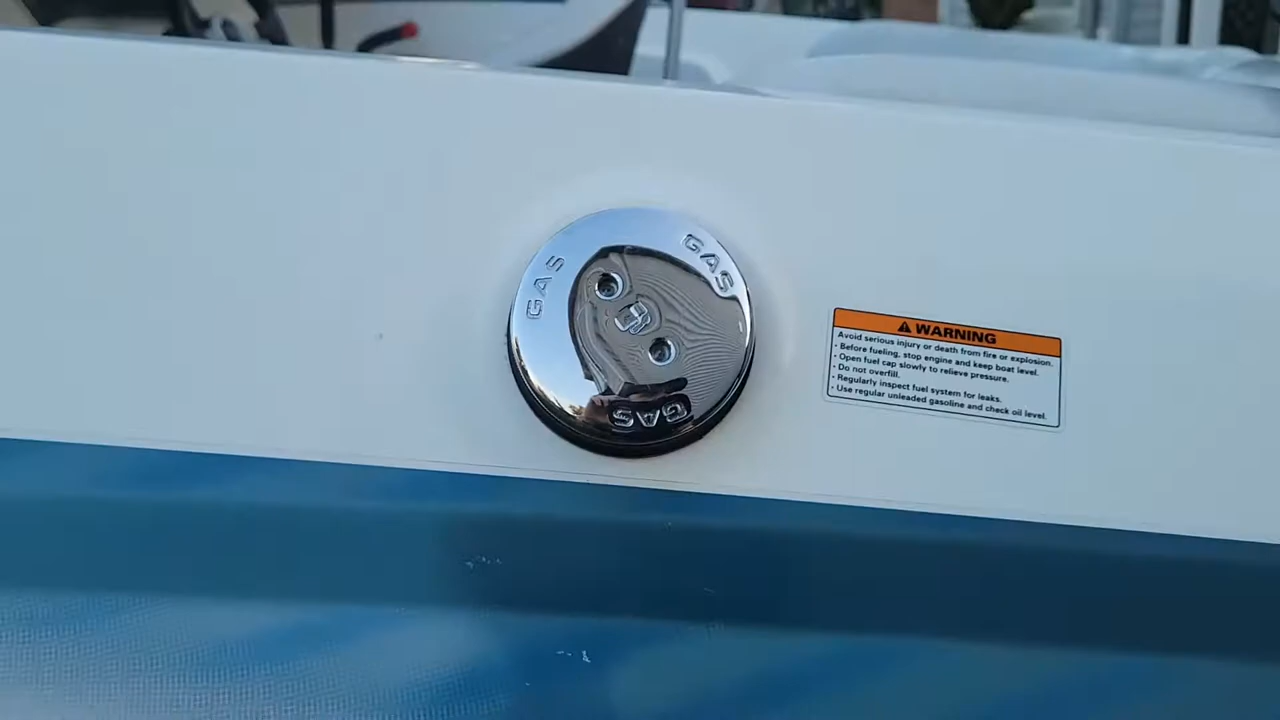 GAS
GAS
GAS
WARNING
Avoid serious injury or death from fire or explosion.
• Before fueling, stop engine and keep boat level.
• Open fuel cap slowly to relieve pressure.
• Do not overfill.
• Regularly inspect fuel system for leaks.
• Use regular unleaded gasoline and check oil level.